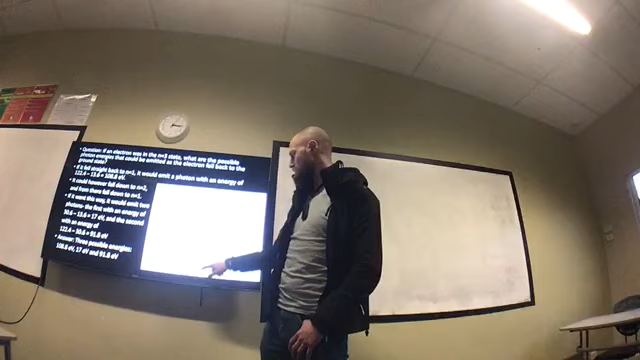 • Question: If an electron was in the n=3 state, what are the possible
photon energies that could be emitted as the electron fell back to the
ground state?
• If it fell straight back to n=1, it would emit a photon with an energy of
122.4 - 13.6 = 108.8 eV.
• It could however fall down to n=2,
and from there fall down to n=1.
• If it went this way, it would emit two
photons- the first with an energy of
30.6 - 13.6 = 17 eV, and the second
with an energy of
122.4 - 30.6 = 91.8 eV
• Answer: Three possible energies:
108.8 eV, 17 eV and 91.8 eV.